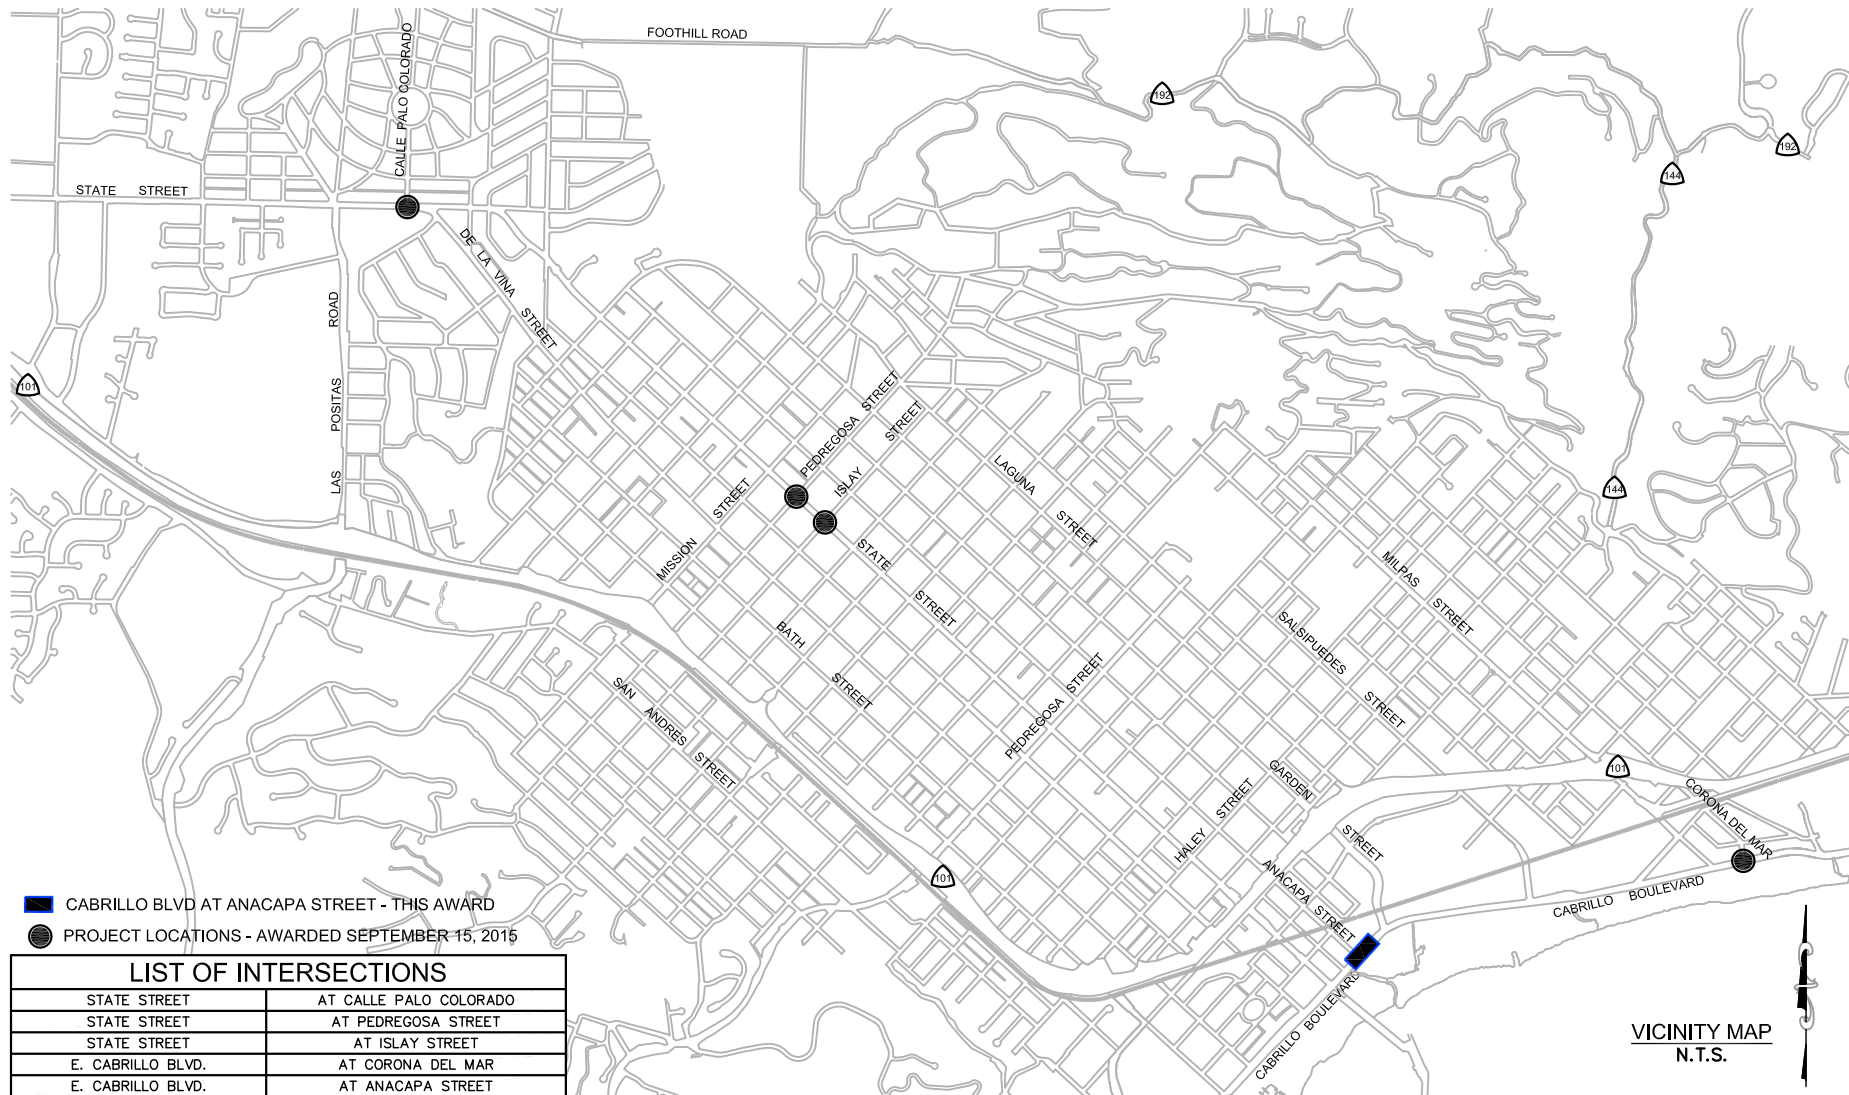 FOOTHILL ROAD
CALLE PALO COLORADO
192
192
144
STATE STREET
DE LA VINA STREET
LAS POSITAS ROAD
101
PEDREGOSA STREET
ISLAY STREET
LAGUNA STREET
144
MISSION STREET
STATE STREET
MILPAS STREET
BATH STREET
SALSIPUEDES STREET
SAN ANDRES STREET
PEDREGOSA STREET
GARDEN STREET
101
CORONA DEL MAR
HALEY STREET
ANACAPA STREET
101
CABRILLO BOULEVARD
CABRILLO BOULEVARD
CABRILLO BLVD AT ANACAPA STREET - THIS AWARD
PROJECT LOCATIONS - AWARDED SEPTEMBER 15, 2015
LIST OF INTERSECTIONS
STATE STREET AT CALLE PALO COLORADO
STATE STREET AT PEDREGOSA STREET
STATE STREET AT ISLAY STREET
E. CABRILLO BLVD. AT CORONA DEL MAR
E. CABRILLO BLVD. AT ANACAPA STREET
VICINITY MAP
N.T.S.